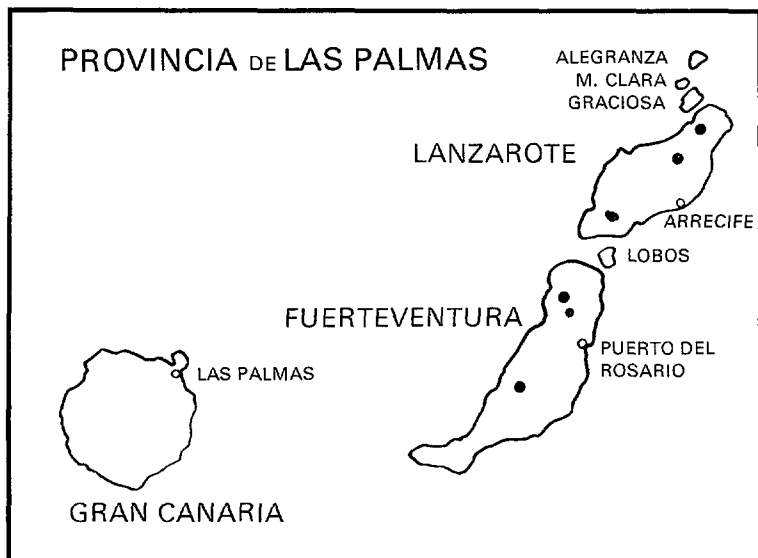 PROVINCIA DE LAS PALMAS
ALEGRANZA
M. CLARA
GRACIOSA
LANZAROTE
ARRECIFE
LOBOS
FUERTEVENTURA
PUERTO DEL
ROSARIO
LAS PALMAS
GRAN CANARIA